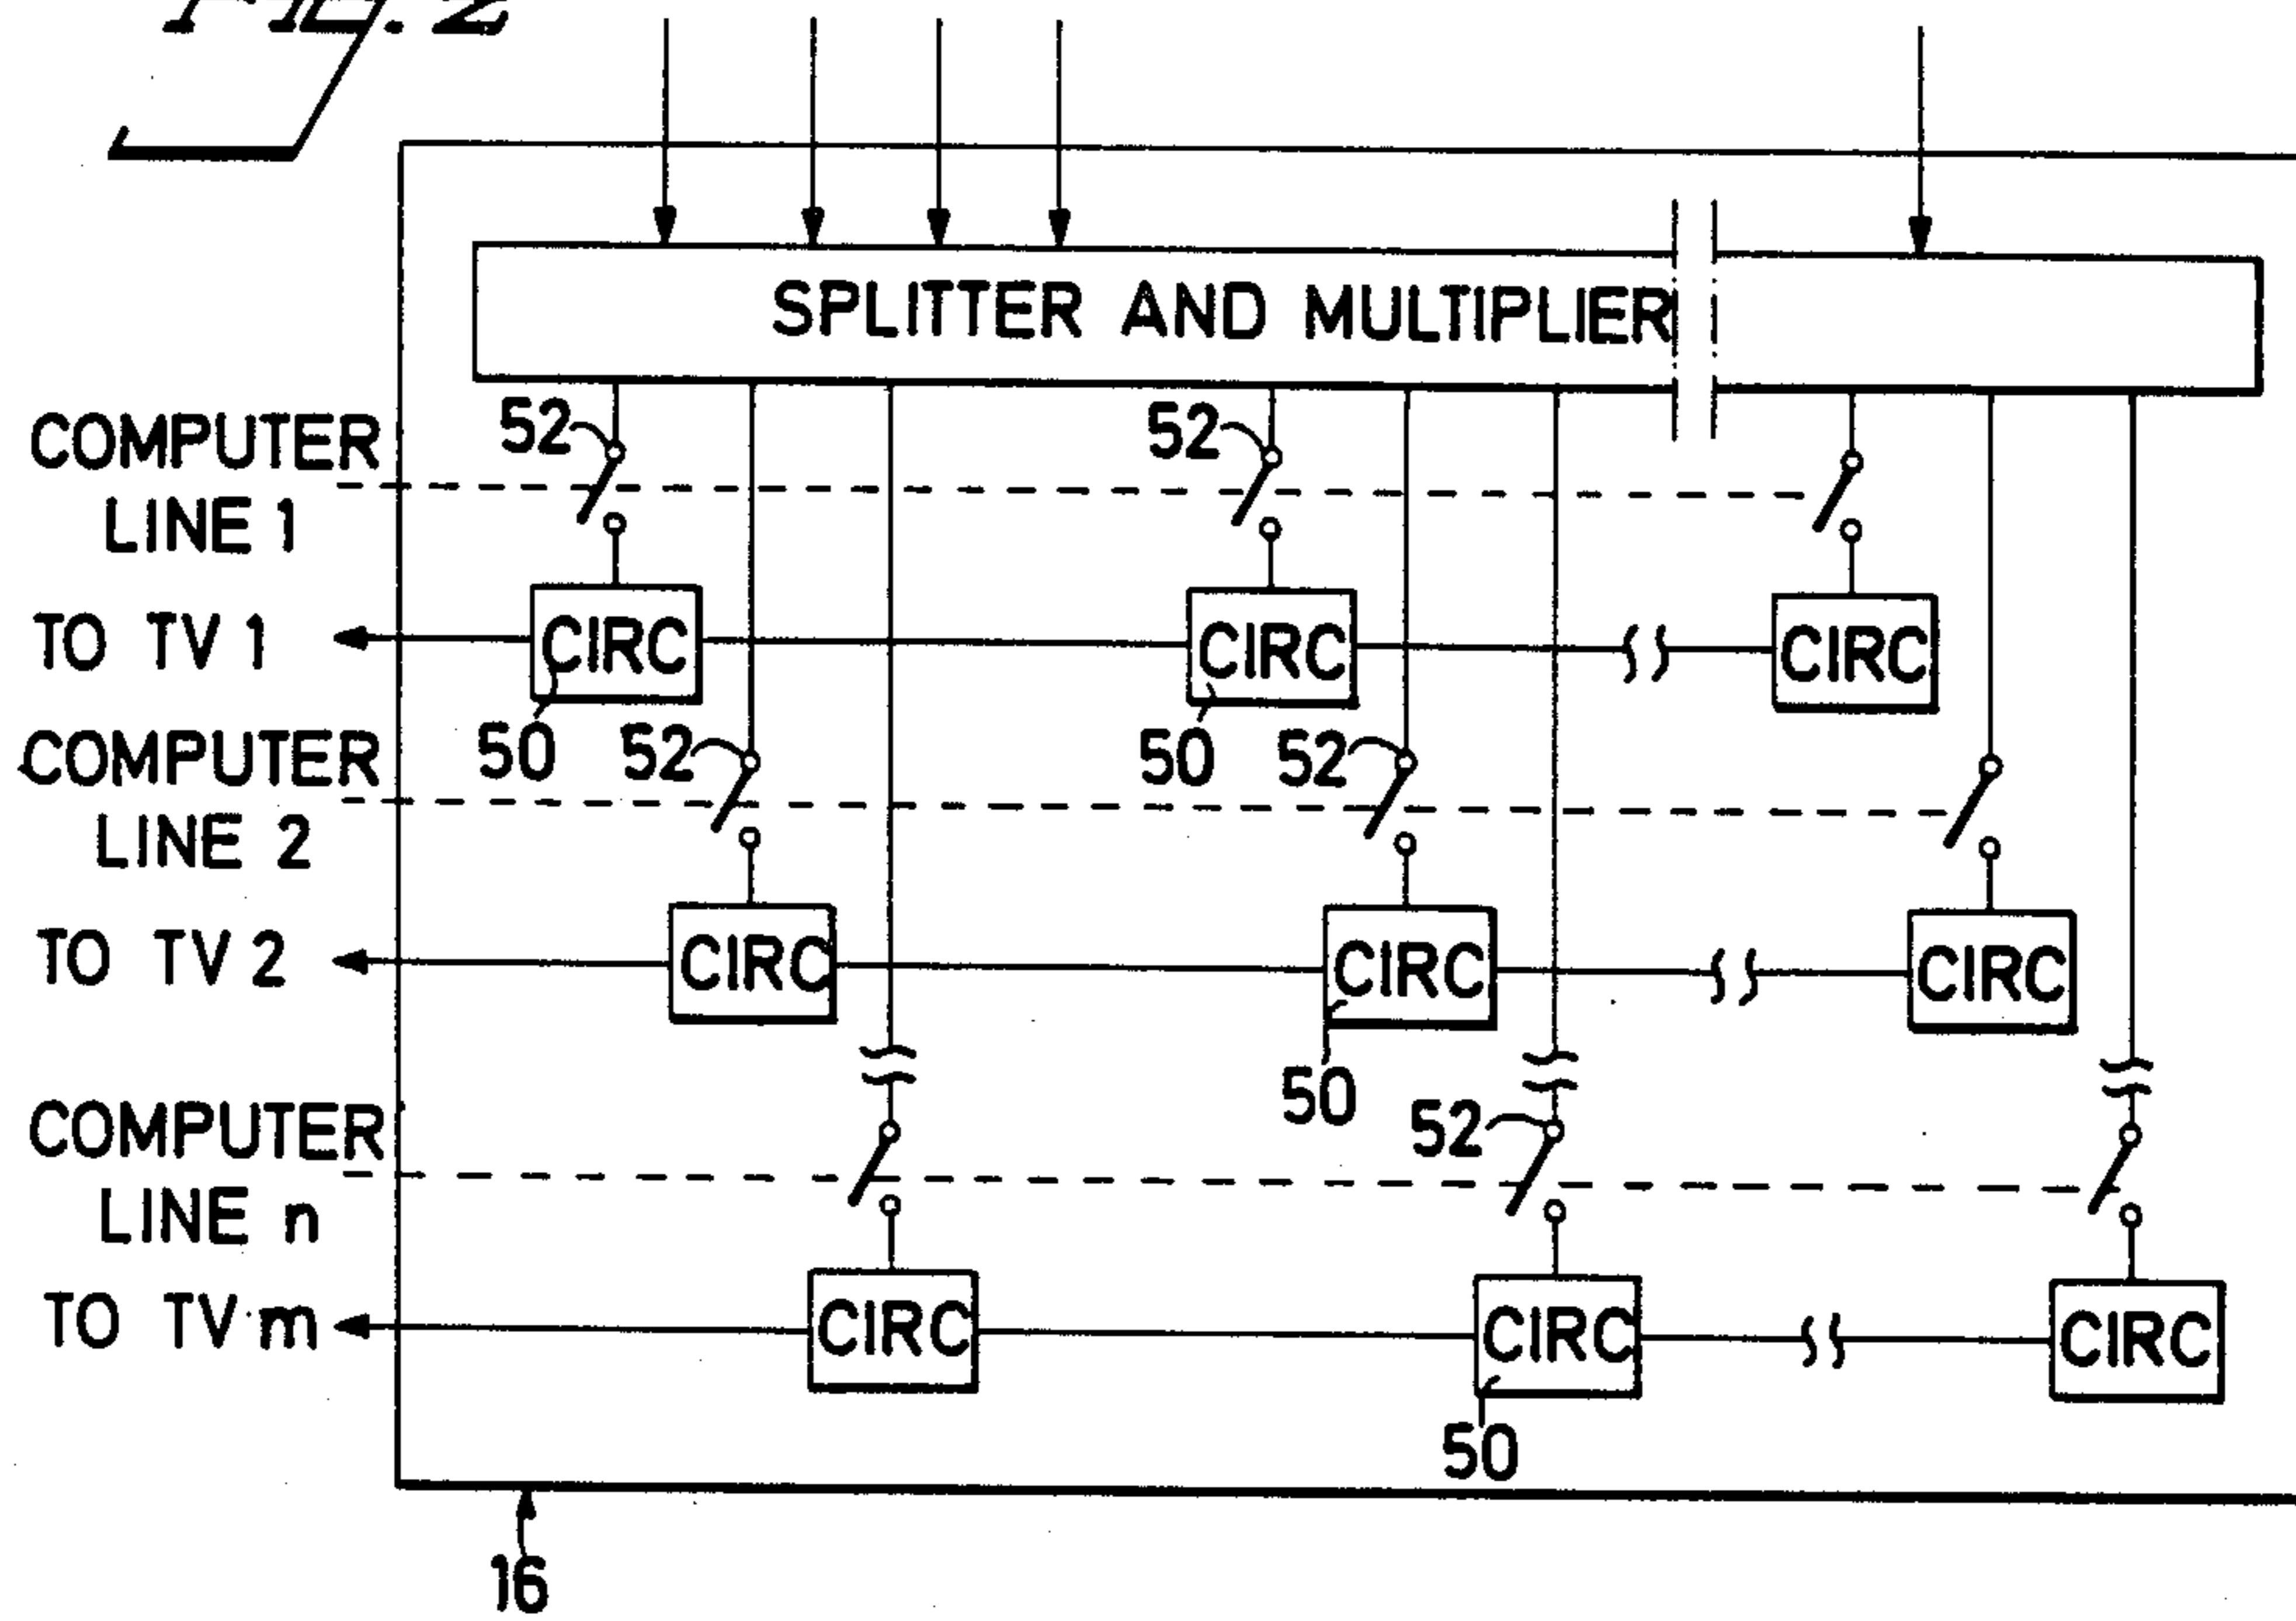 FIG. 2
SPLITTER AND MULTIPLIER
52
52
COMPUTER
LINE 1
TO TV 1
CIRC
CIRC
CIRC
50
52
50
52
COMPUTER
LINE 2
TO TV 2
CIRC
CIRC
CIRC
50
52
COMPUTER
LINE n
TO TV m
CIRC
CIRC
CIRC
50
16